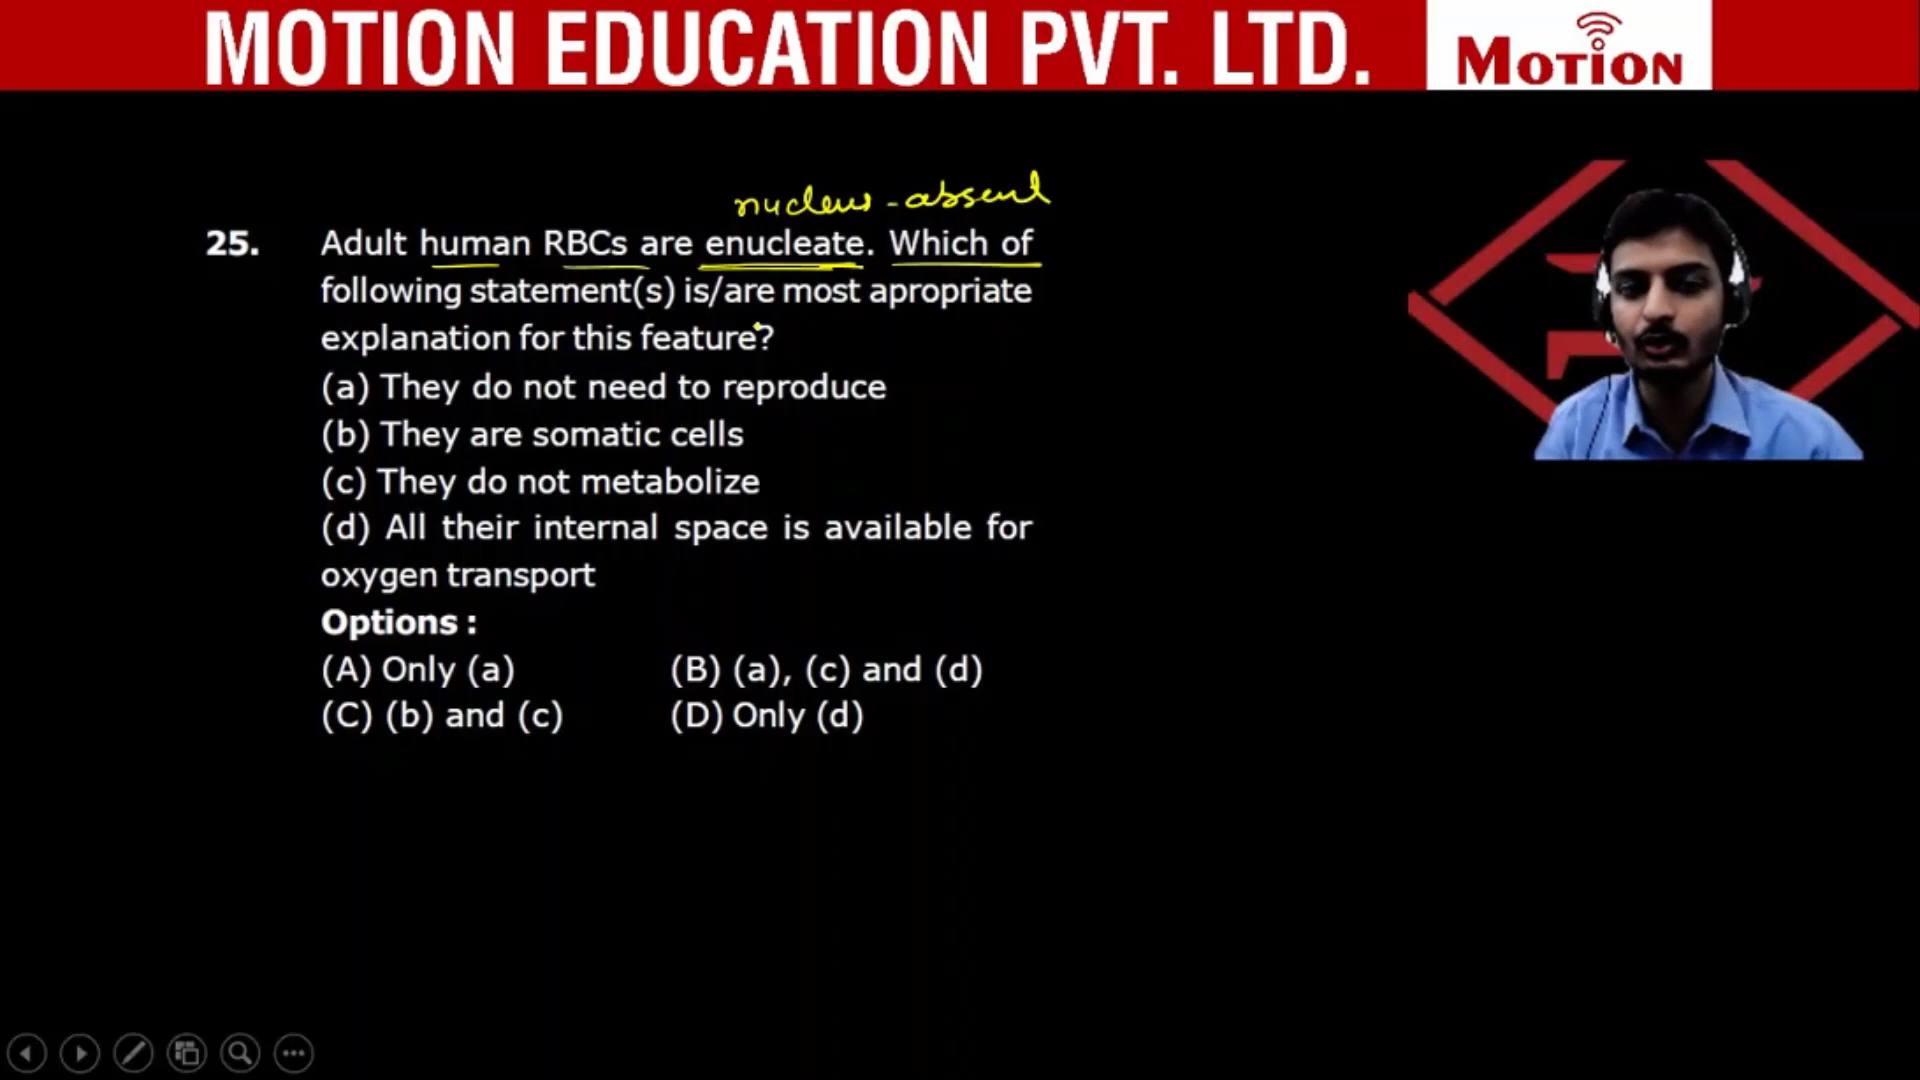 MOTION EDUCATION PVT. LTD.
MOTION
nucleus - absent
25. Adult human RBCs are enucleate. Which of
following statement(s) is/are most apropriate
explanation for this feature?
(a) They do not need to reproduce
(b) They are somatic cells
(c) They do not metabolize
(d) All their internal space is available for
oxygen transport
Options :
(A) Only (a) (B) (a), (c) and (d)
(C) (b) and (c) (D) Only (d)